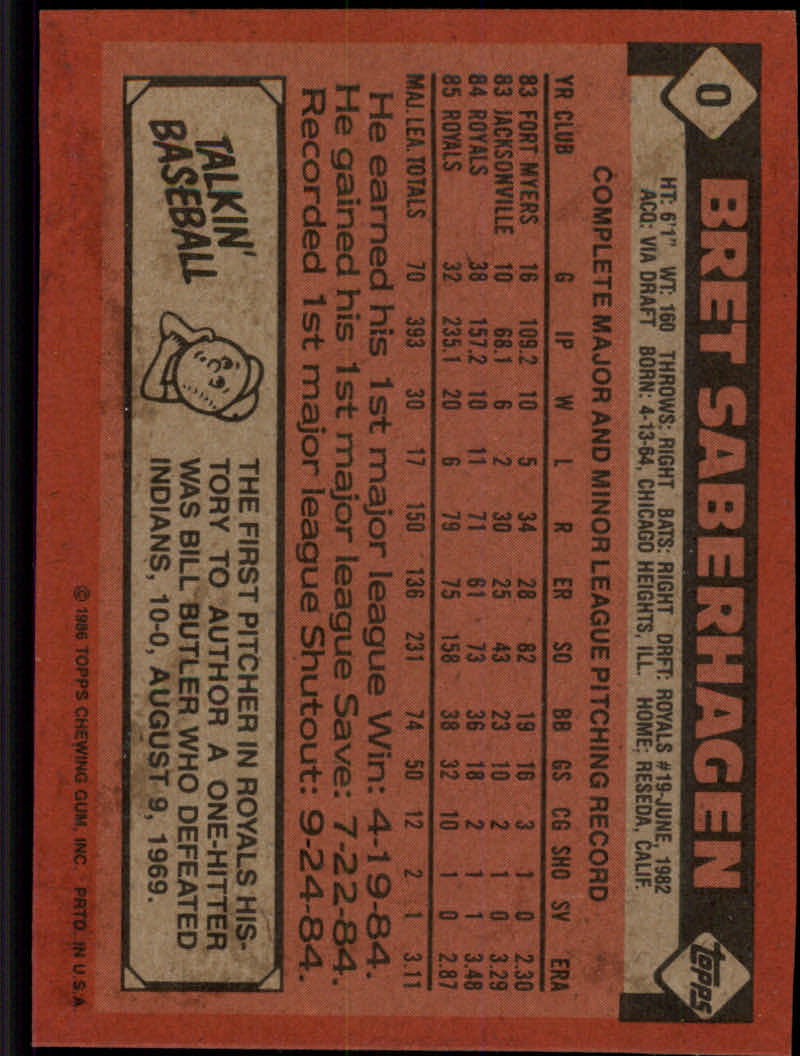 0
BRET SABERHAGEN
topps
HT: 6'1" WT: 160 THROWS: RIGHT BATS: RIGHT DRFT: ROYALS #19-JUNE, 1982
ACQ: VIA DRAFT BORN: 4-13-64, CHICAGO HEIGHTS, ILL. HOME: RESEDA, CALIF.
COMPLETE MAJOR AND MINOR LEAGUE PITCHING RECORD
YR CLUB G IP W L R ER SO BB GS CG SHO SV ERA
83 FORT MYERS 16 109.2 10 5 34 28 82 19 16 3 1 0 2.30
83 JACKSONVILLE 10 68.1 6 2 30 25 43 23 10 2 1 0 3.29
84 ROYALS 38 157.2 10 11 71 61 73 36 18 2 1 1 3.48
85 ROYALS 32 235.1 20 6 79 75 158 38 32 10 1 0 2.87
MAJ. LEA. TOTALS 70 393 30 17 150 136 231 74 50 12 2 1 3.11
He earned his 1st major league Win: 4-19-84.
He gained his 1st major league Save: 7-22-84.
Recorded 1st major league Shutout: 9-24-84.
TALKIN'
BASEBALL
THE FIRST PITCHER IN ROYALS HIS-
TORY TO AUTHOR A ONE-HITTER
WAS BILL BUTLER WHO DEFEATED
INDIANS, 10-0, AUGUST 9, 1969.
© 1986 TOPPS CHEWING GUM, INC. PRTD. IN U.S.A.